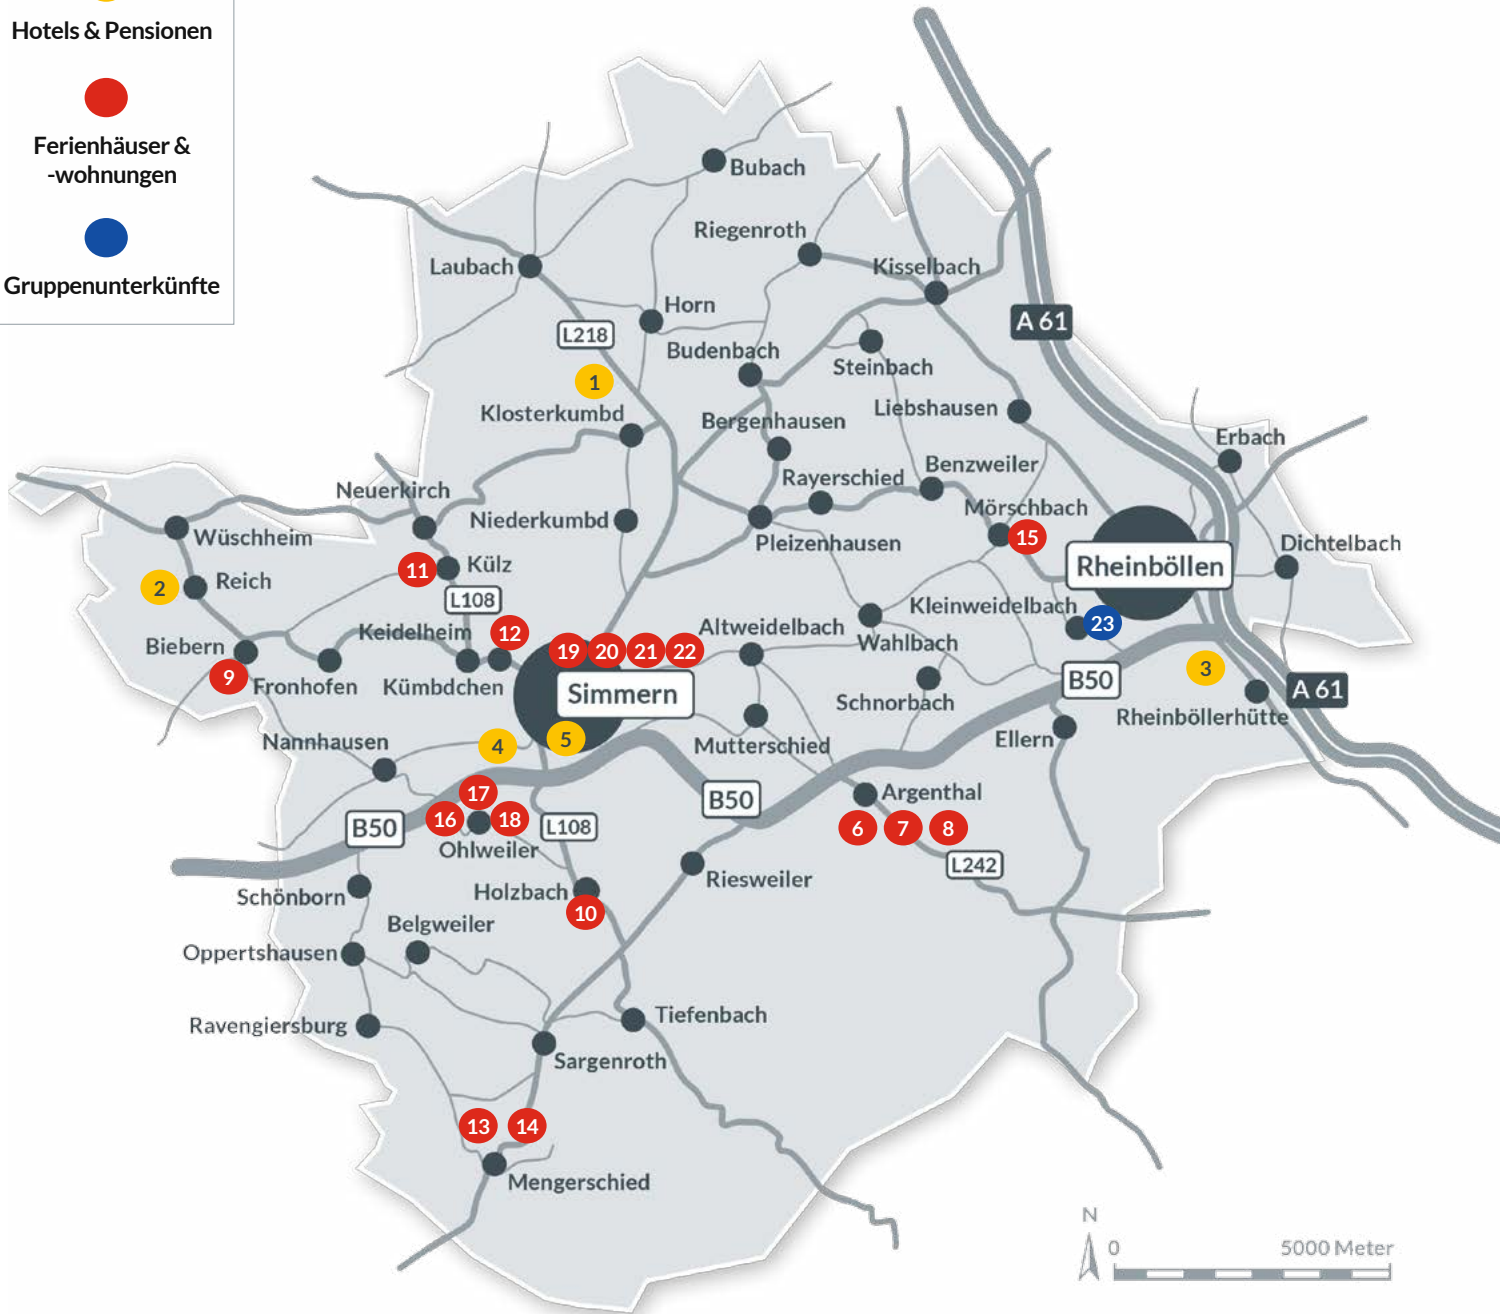 Hotels & Pensionen
Ferienhäuser &
-wohnungen
Gruppenunterkünfte
Bubach
Riegenroth
Laubach
Kisselbach
Horn
A 61
L218
Budenbach
Steinbach
1
Klosterkumbd
Bergenhausen
Liebshausen
Erbach
Neuerkirch
Rayerschied
Benzweiler
Mörschbach
Niederkumbd
Wüschheim
Pleizenhausen
15
Dichtelbach
11
Külz
Rheinböllen
2
Reich
L108
Kleinweidelbach
23
Keidelheim
12
Altweidelbach
Wahlbach
Biebern
19
20
21
22
9
Fronhofen
Kümbdchen
Simmern
B50
3
A 61
Schnorbach
Rheinböllerhütte
Nannhausen
4
5
Mutterschied
Ellern
17
B50
Argenthal
16
18
B50
L108
6
7
8
Ohlweiler
L242
Riesweiler
Schönborn
Holzbach
10
Belgweiler
Oppertshausen
Ravengiersburg
Tiefenbach
Sargenroth
13
14
Mengerschied
N
0
5000 Meter